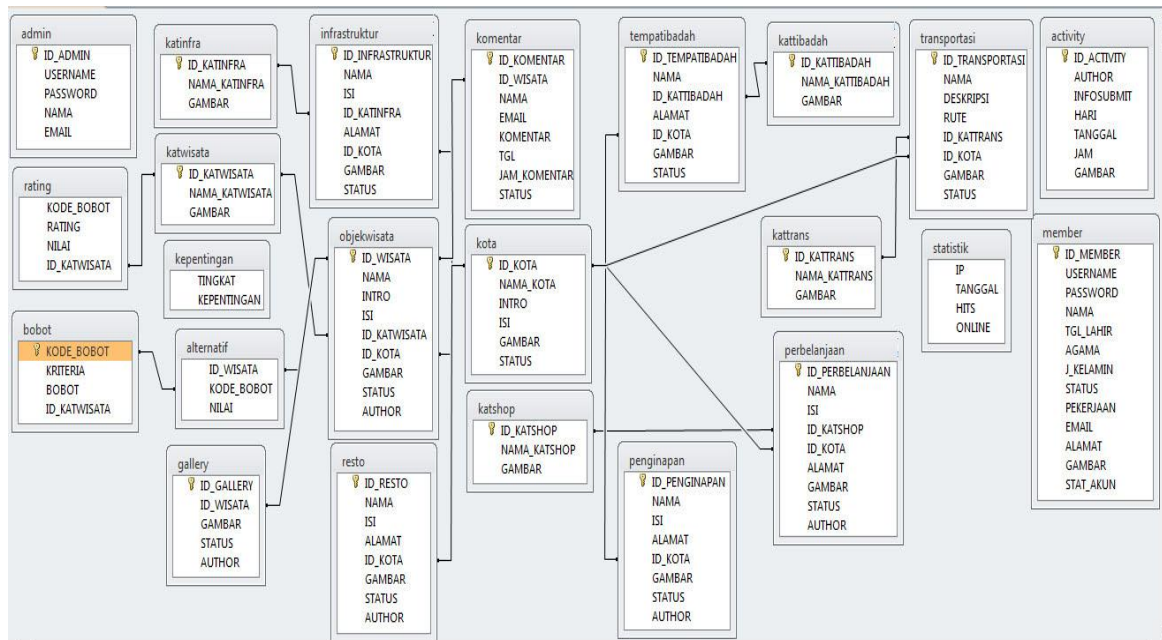 admin
ID_ADMIN
USERNAME
PASSWORD
NAMA
EMAIL
katinfra
ID_KATINFRA
NAMA_KATINFRA
GAMBAR
infrastruktur
ID_INFRASTRUKTUR
NAMA
ISI
ID_KATINFRA
ALAMAT
ID_KOTA
GAMBAR
STATUS
komentar
ID_KOMENTAR
ID_WISATA
NAMA
EMAIL
KOMENTAR
TGL
JAM_KOMENTAR
STATUS
tempatibadah
ID_TEMPATIBADAH
NAMA
ID_KATTIBADAH
ALAMAT
ID_KOTA
GAMBAR
STATUS
kattibadah
ID_KATTIBADAH
NAMA_KATTIBADAH
GAMBAR
transportasi
ID_TRANSPORTASI
NAMA
DESKRIPSI
RUTE
ID_KATTRANS
ID_KOTA
GAMBAR
STATUS
activity
ID_ACTIVITY
AUTHOR
INFOSUBMIT
HARI
TANGGAL
JAM
GAMBAR
rating
KODE_BOBOT
RATING
NILAI
ID_KATWISATA
katwisata
ID_KATWISATA
NAMA_KATWISATA
GAMBAR
kepentingan
TINGKAT
KEPENTINGAN
objekwisata
ID_WISATA
NAMA
INTRO
ISI
ID_KATWISATA
ID_KOTA
GAMBAR
STATUS
AUTHOR
kota
ID_KOTA
NAMA_KOTA
INTRO
ISI
GAMBAR
STATUS
kattrans
ID_KATTRANS
NAMA_KATTRANS
GAMBAR
statistik
IP
TANGGAL
HITS
ONLINE
member
ID_MEMBER
USERNAME
PASSWORD
NAMA
TGL_LAHIR
AGAMA
J_KELAMIN
STATUS
PEKERJAAN
EMAIL
ALAMAT
GAMBAR
STAT_AKUN
bobot
KODE_BOBOT
KRITERIA
BOBOT
ID_KATWISATA
alternatif
ID_WISATA
KODE_BOBOT
NILAI
gallery
ID_GALLERY
ID_WISATA
GAMBAR
STATUS
AUTHOR
resto
ID_RESTO
NAMA
ISI
ALAMAT
ID_KOTA
GAMBAR
STATUS
AUTHOR
katshop
ID_KATSHOP
NAMA_KATSHOP
GAMBAR
penginapan
ID_PENGINAPAN
NAMA
ISI
ALAMAT
ID_KOTA
GAMBAR
STATUS
AUTHOR
perbelanjaan
ID_PERBELANJAAN
NAMA
ISI
ID_KATSHOP
ID_KOTA
ALAMAT
GAMBAR
STATUS
AUTHOR